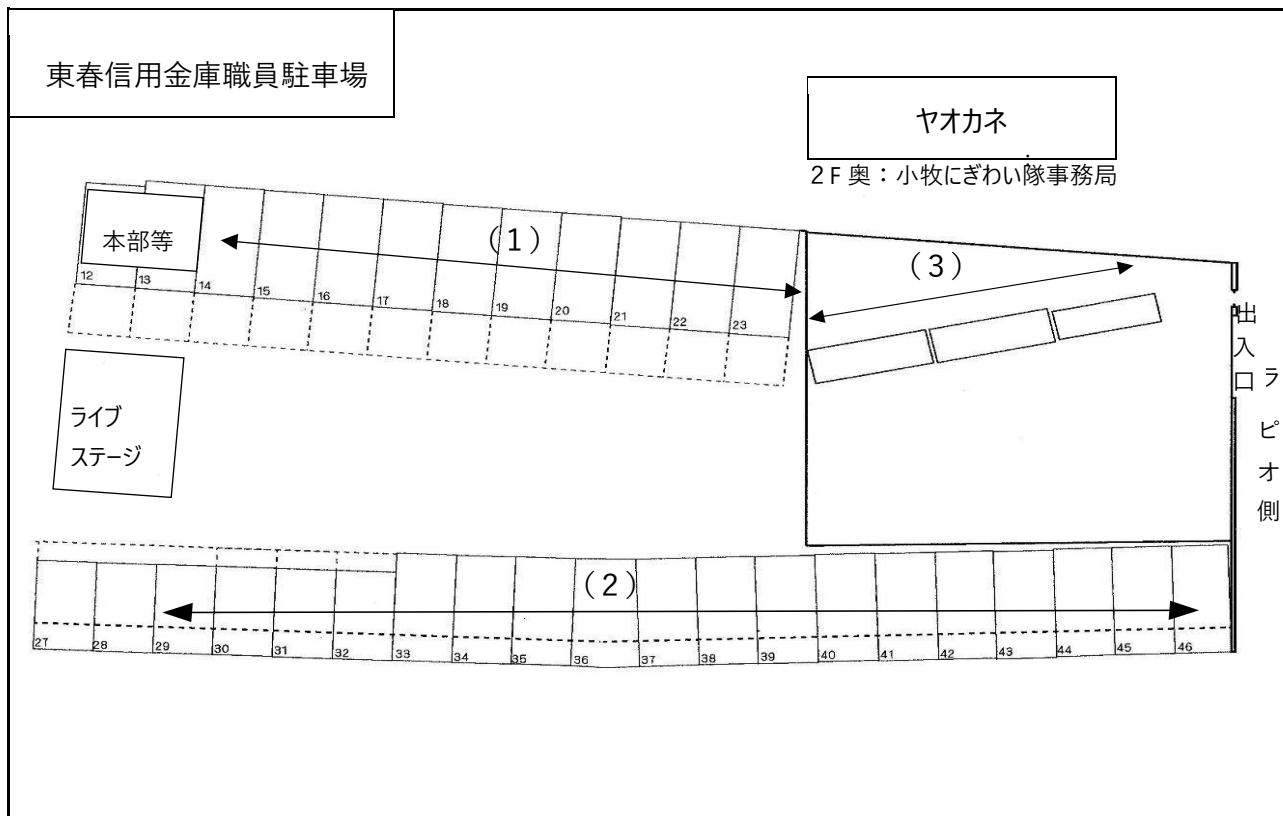 東春信用金庫職員駐車場
ヤオカネ
2F奥：小牧にぎわい隊事務局
本部等
（1）
（3）
12 13 14 15 16 17 18 19 20 21 22 23
出入口
ラピオ側
ライブ
ステージ
（2）
27 28 29 30 31 32 33 34 35 36 37 38 39 40 41 42 43 44 45 46